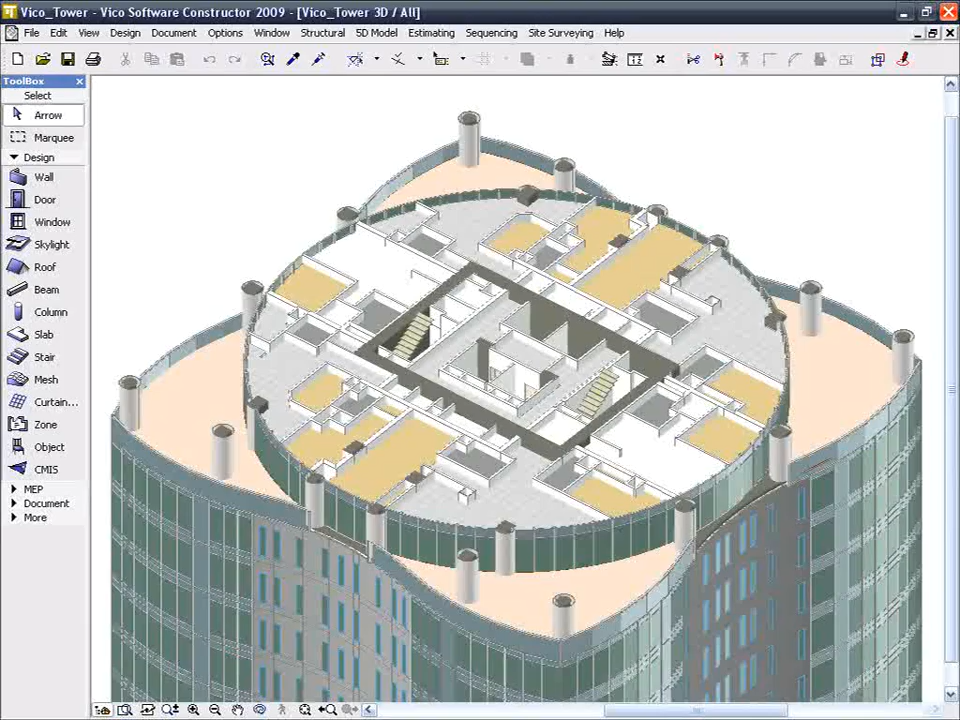 Vico_Tower - Vico Software Constructor 2009 - [Vico_Tower 3D / All]
File Edit View Design Document Options Window Structural 5D Model Estimating Sequencing Site Surveying Help
ToolBox
Select
Arrow
Marquee
Design
Wall
Door
Window
Skylight
Roof
Beam
Column
Slab
Stair
Mesh
Curtain...
Zone
Object
CMIS
MEP
Document
More